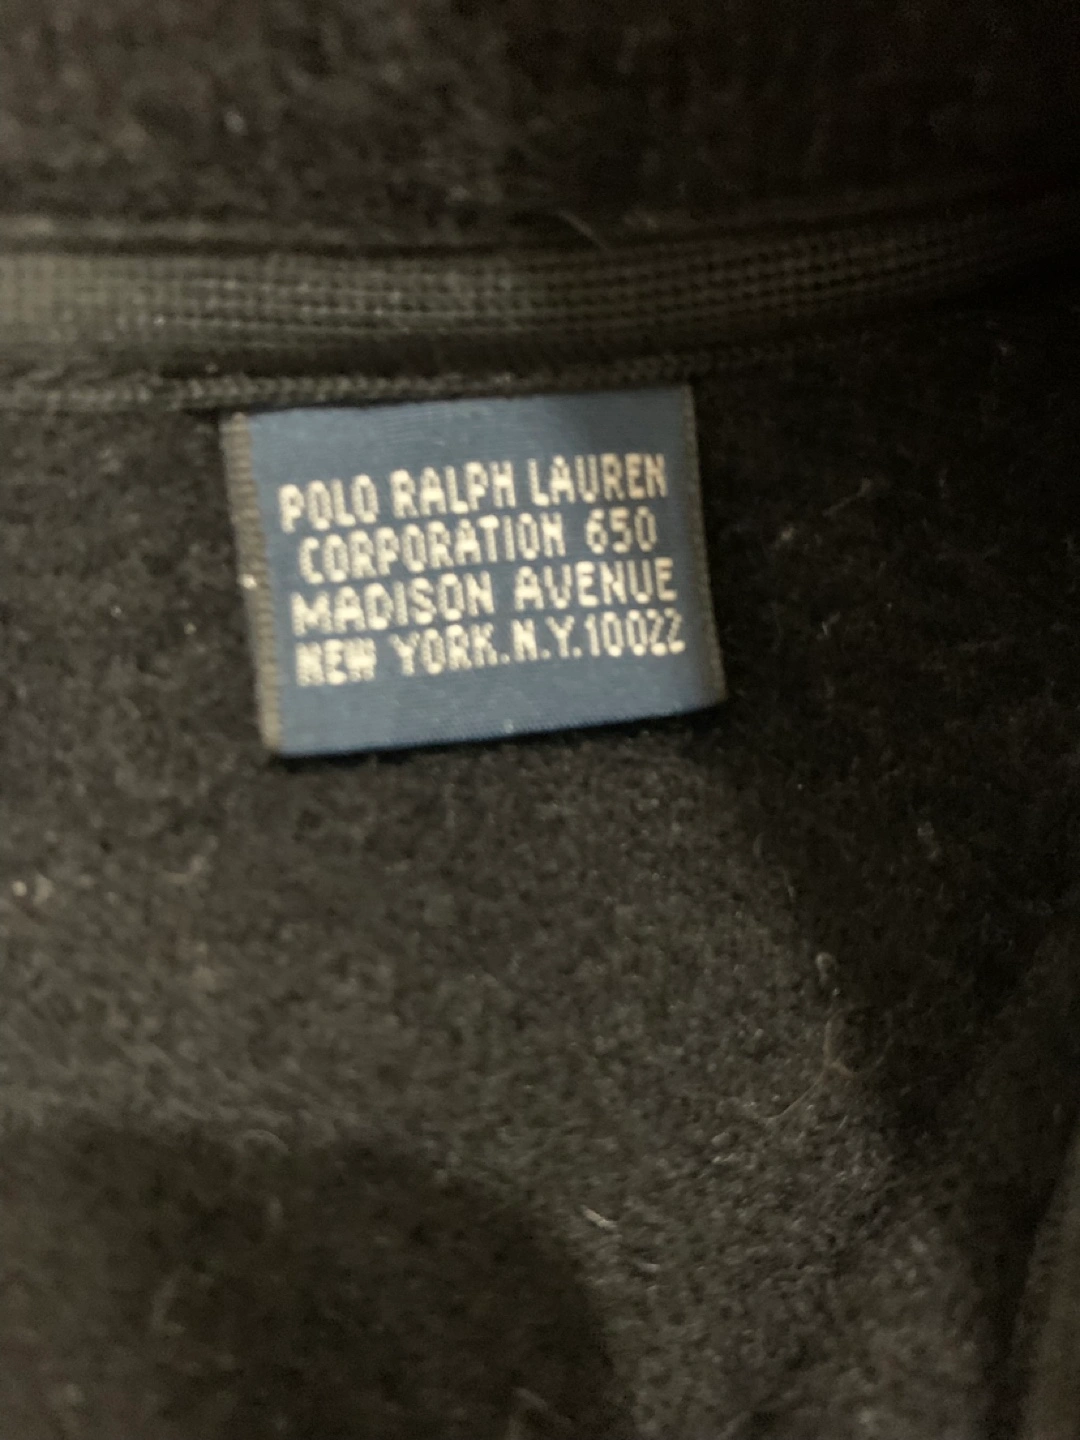 POLO RALPH LAUREN
CORPORATION 650
MADISON AVENUE
NEW YORK.N.Y.10022